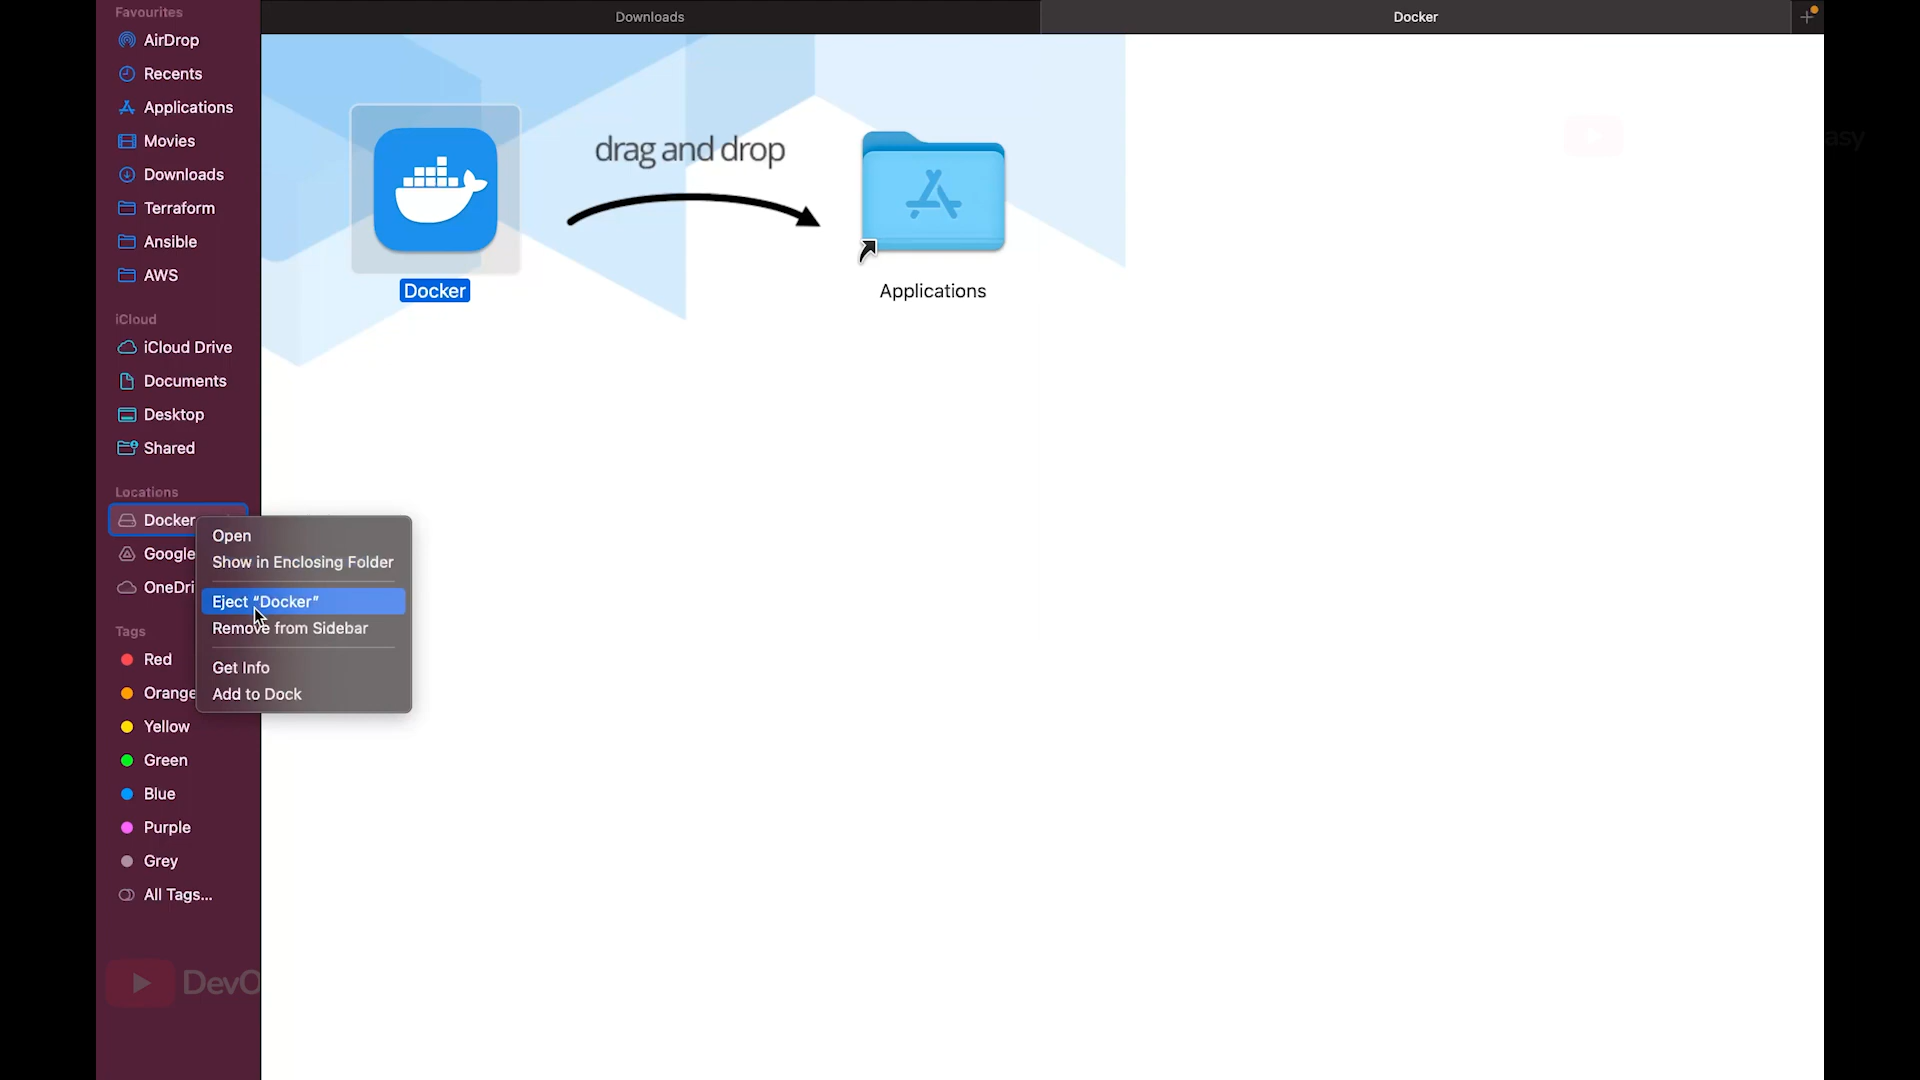 Downloads
Docker
Favourites
AirDrop
Recents
Applications
Movies
Downloads
Terraform
Ansible
AWS
iCloud
iCloud Drive
Documents
Desktop
Shared
Locations
Docker
Google
OneDri
Tags
Red
Orange
Yellow
Green
Blue
Purple
Grey
All Tags...
DevO
drag and drop
Docker
Applications
asy
Open
Show in Enclosing Folder
Eject “Docker”
Remove from Sidebar
Get Info
Add to Dock